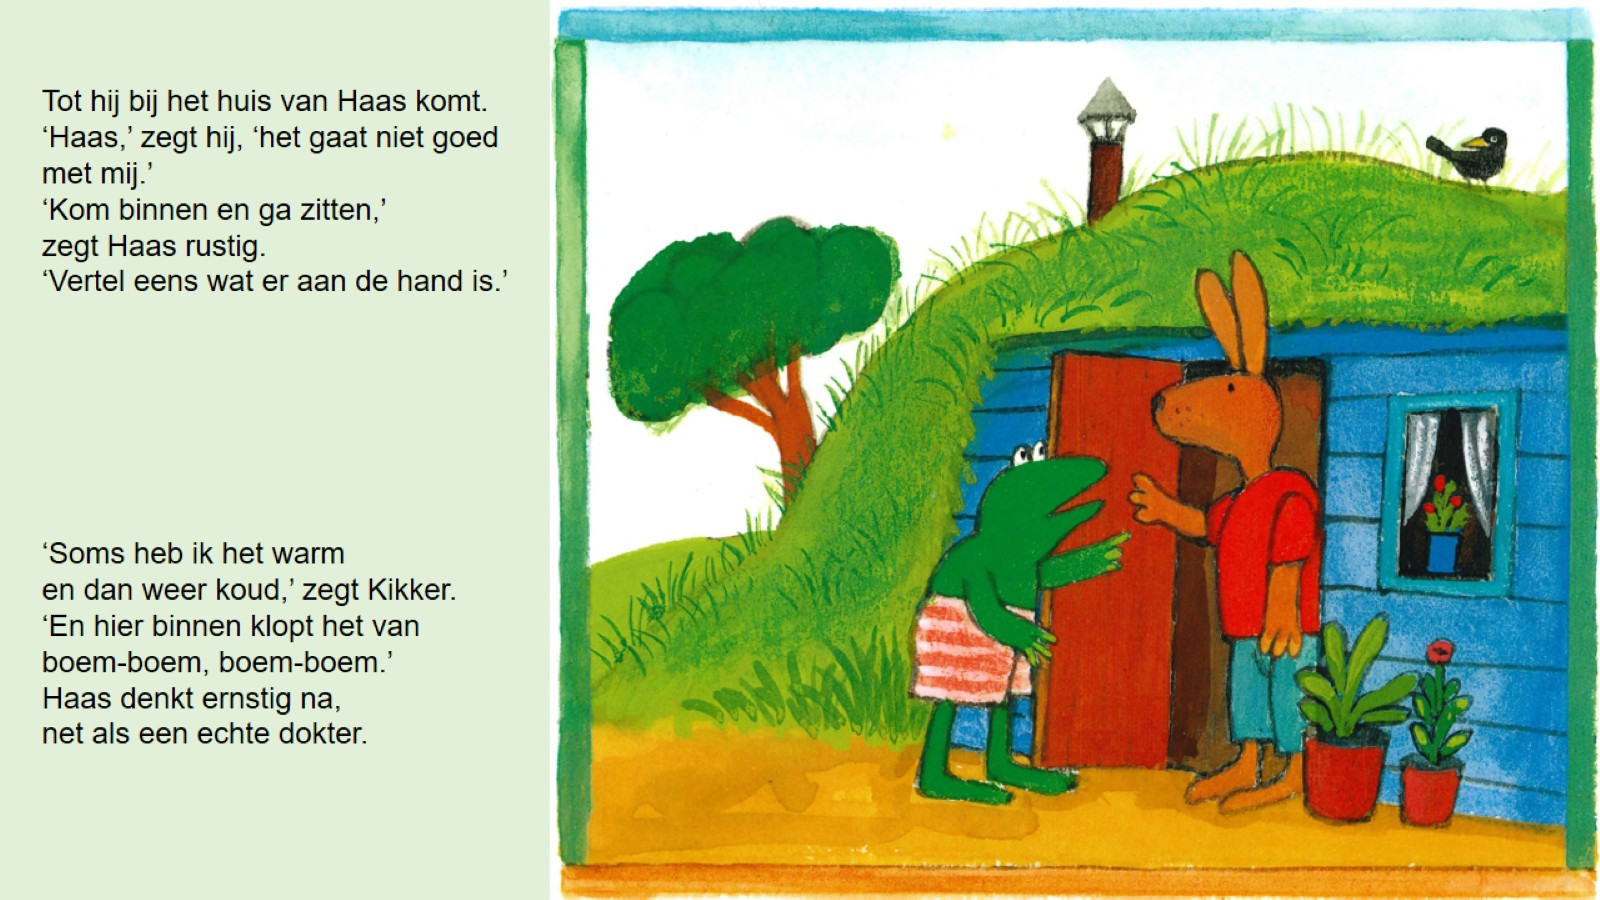 Tot hij bij het huis van Haas komt.
‘Haas,’ zegt hij, ‘het gaat niet goed
met mij.’
‘Kom binnen en ga zitten,’
zegt Haas rustig.
‘Vertel eens wat er aan de hand is.’
‘Soms heb ik het warm
en dan weer koud,’ zegt Kikker.
‘En hier binnen klopt het van
boem-boem, boem-boem.’
Haas denkt ernstig na,
net als een echte dokter.